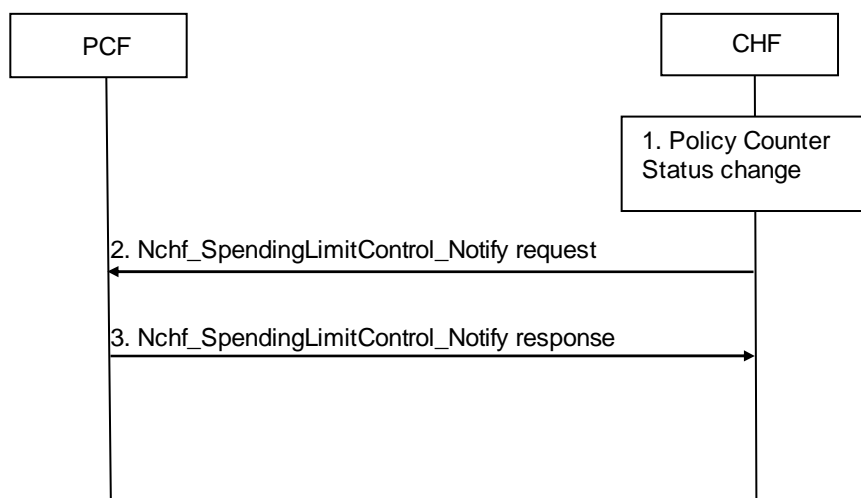 PCF
CHF
1. Policy Counter
Status change
2. Nchf_SpendingLimitControl_Notify request
3. Nchf_SpendingLimitControl_Notify response